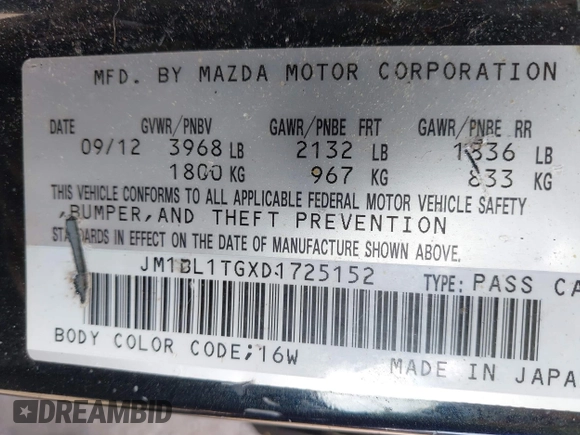 MFD. BY MAZDA MOTOR CORPORATION
DATE GVWR/PNBV GAWR/PNBE FRT GAWR/PNBE RR
09/12 3968 LB 2132 LB 1836 LB
1800 KG 967 KG 833 KG
THIS VEHICLE CONFORMS TO ALL APPLICABLE FEDERAL MOTOR VEHICLE SAFETY
,BUMPER,AND THEFT PREVENTION
STANDARDS IN EFFECT ON THE DATE OF MANUFACTURE SHOWN ABOVE.
JM1BL1TGXD1725152 TYPE: PASS CA
BODY COLOR CODE; 16W
MADE IN JAPA
DREAMBID